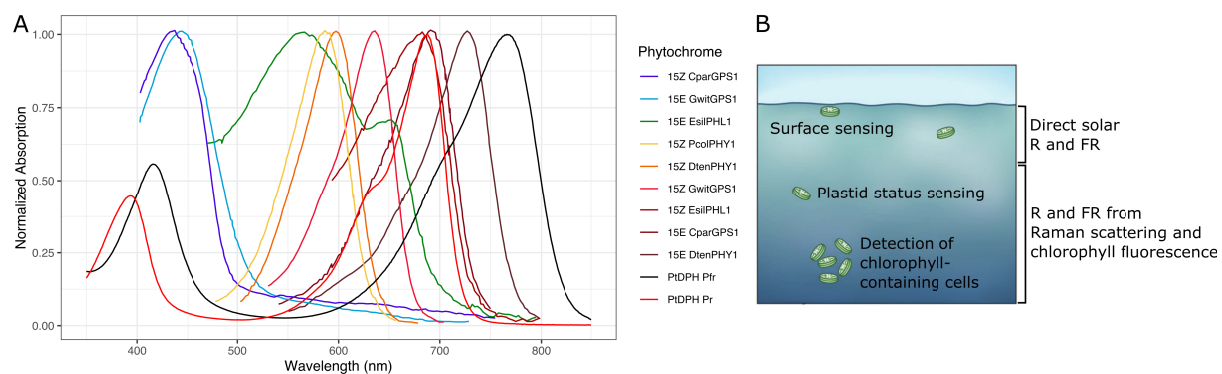 A
B
Normalized Absorption
1.00
0.75
0.50
0.25
0.00
400
500
600
700
800
Wavelength (nm)
Phytochrome
15Z CparGPS1
15E GwitGPS1
15E EsilPHL1
15Z PcolPHY1
15Z DtenPHY1
15Z GwitGPS1
15Z EsilPHL1
15E CparGPS1
15E DtenPHY1
PtDPH Pfr
PtDPH Pr
Surface sensing
Plastid status sensing
Detection of
chlorophyll-
containing cells
Direct solar
R and FR
R and FR from
Raman scattering and
chlorophyll fluorescence